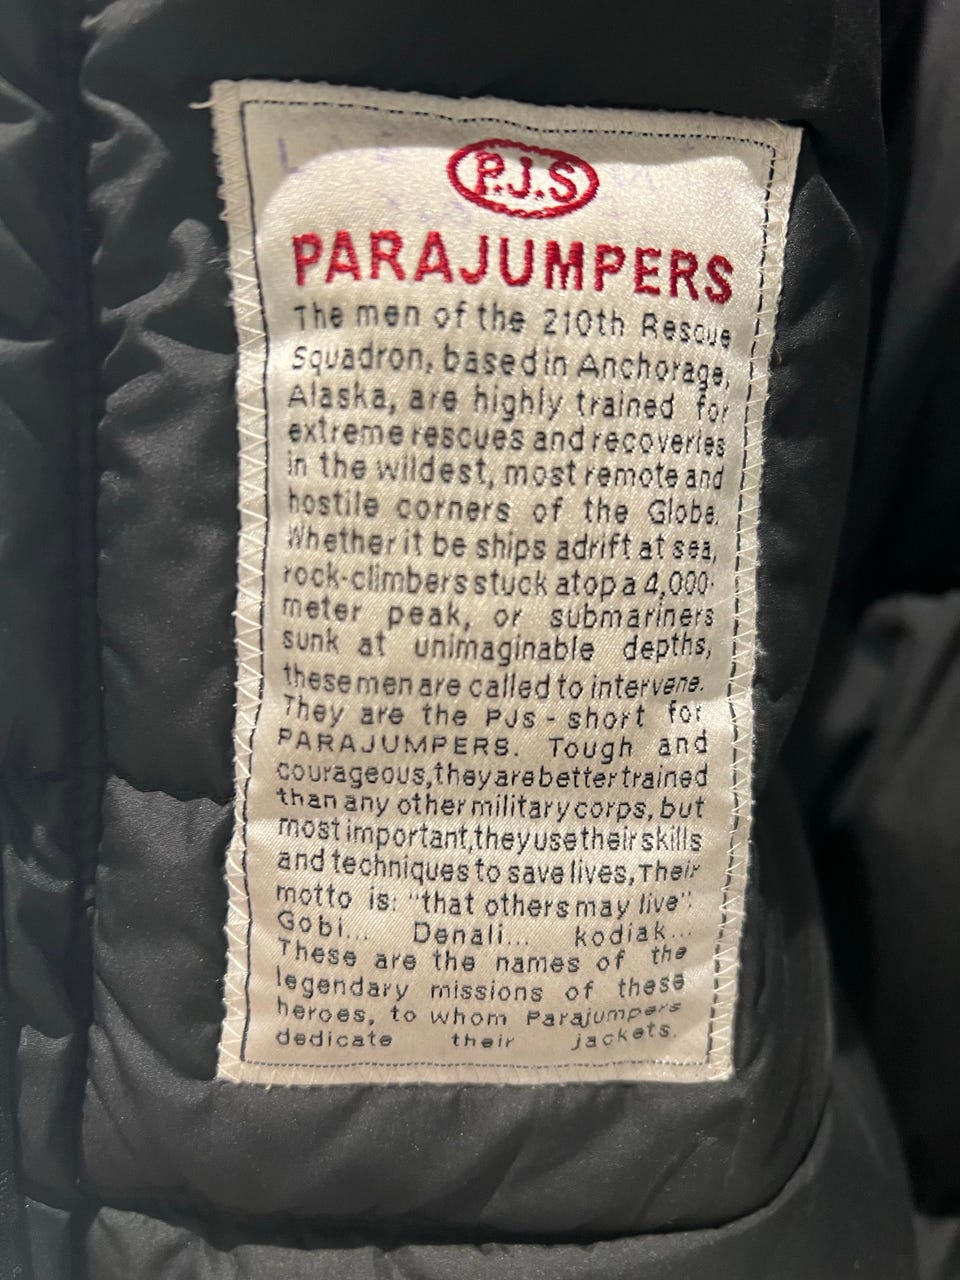 P.J.S
PARAJUMPERS
The men of the 210th Rescue
Squadron, based in Anchorage,
Alaska, are highly trained for
extreme rescues and recoveries
in the wildest, most remote and
hostile corners of the Globe.
Whether it be ships adrift at sea,
rock-climbers stuck atop a 4,000-
meter peak, or submariners
sunk at unimaginable depths,
these men are called to intervene.
They are the PJs - short for
PARAJUMPERS. Tough and
courageous, they are better trained
than any other military corps, but
most important, they use their skills
and techniques to save lives, Their
motto is: "that others may live".
Gobi... Denali... kodiak...
These are the names of the
legendary missions of these
heroes, to whom Parajumpers
dedicate their jackets.